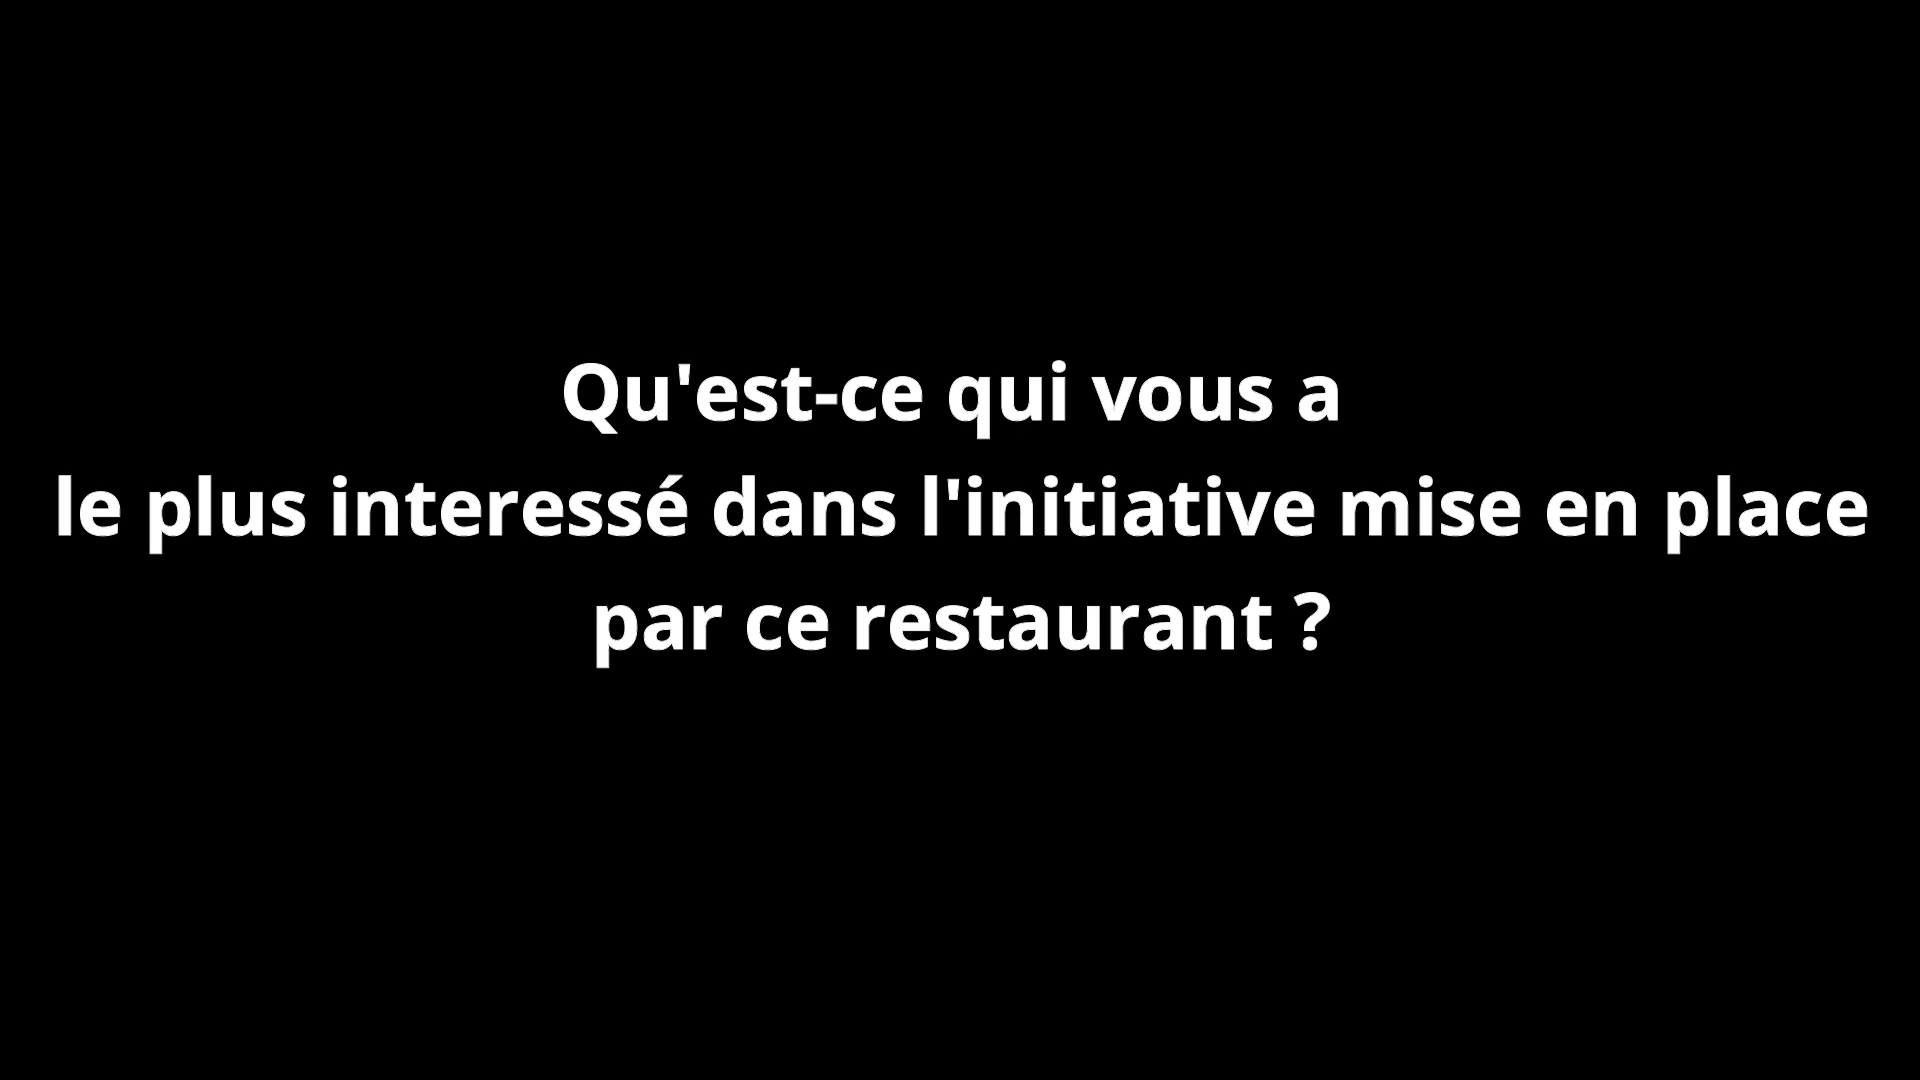 Qu'est-ce qui vous a
le plus interessé dans l'initiative mise en place
par ce restaurant ?